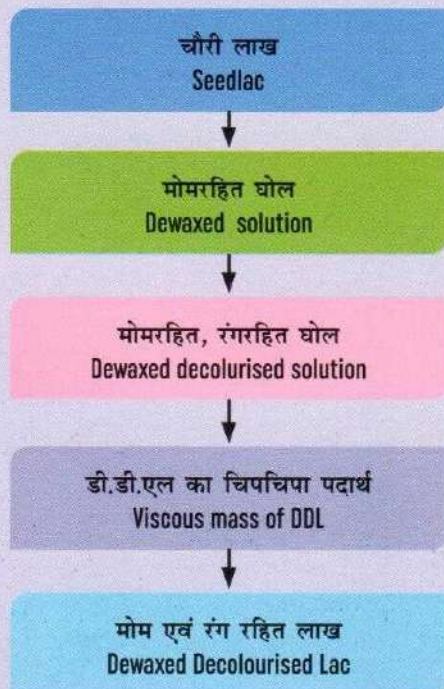 चौरी लाख
Seedlac
मोमरहित घोल
Dewaxed solution
मोमरहित, रंगरहित घोल
Dewaxed decolurised solution
डी.डी.एल का चिपचिपा पदार्थ
Viscous mass of DDL
मोम एवं रंग रहित लाख
Dewaxed Decolourised Lac